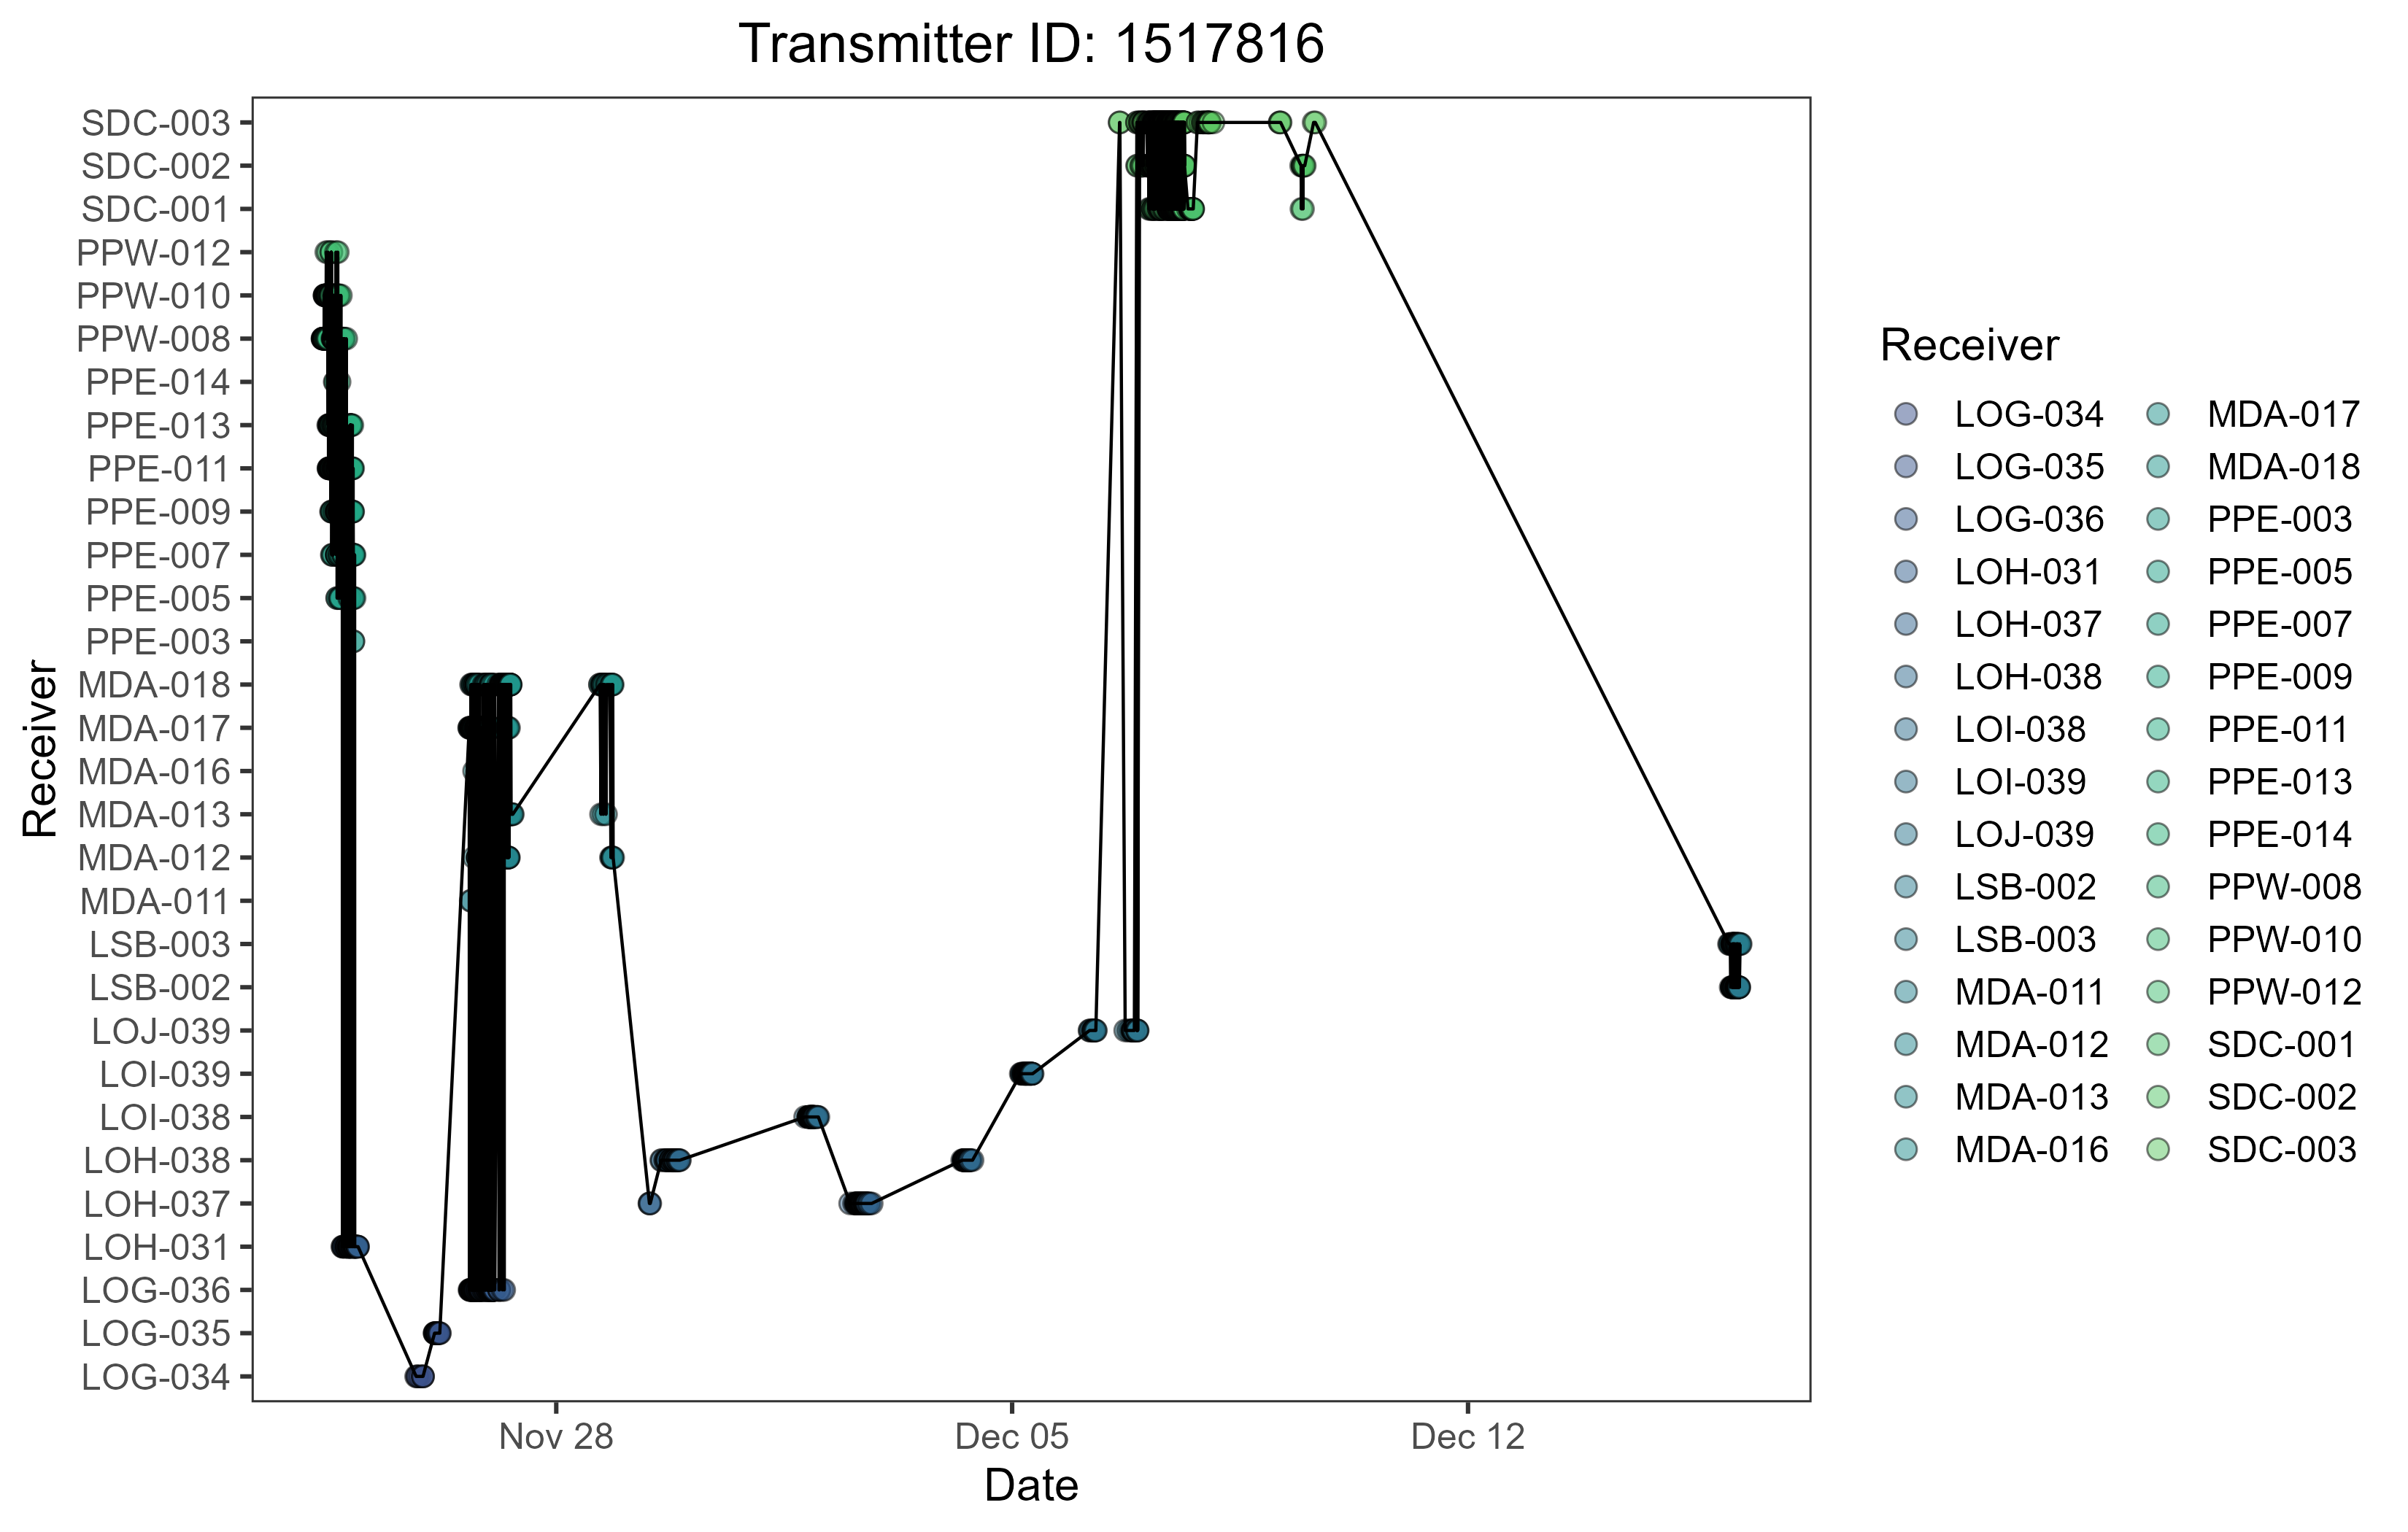 Transmitter ID: 1517816
Receiver
SDC-003
SDC-002
SDC-001
PPW-012
PPW-010
PPW-008
PPE-014
PPE-013
PPE-011
PPE-009
PPE-007
PPE-005
PPE-003
MDA-018
MDA-017
MDA-016
MDA-013
MDA-012
MDA-011
LSB-003
LSB-002
LOJ-039
LOI-039
LOI-038
LOH-038
LOH-037
LOH-031
LOG-036
LOG-035
LOG-034
Nov 28
Dec 05
Dec 12
Date
Receiver
LOG-034
LOG-035
LOG-036
LOH-031
LOH-037
LOH-038
LOI-038
LOI-039
LOJ-039
LSB-002
LSB-003
MDA-011
MDA-012
MDA-013
MDA-016
MDA-017
MDA-018
PPE-003
PPE-005
PPE-007
PPE-009
PPE-011
PPE-013
PPE-014
PPW-008
PPW-010
PPW-012
SDC-001
SDC-002
SDC-003